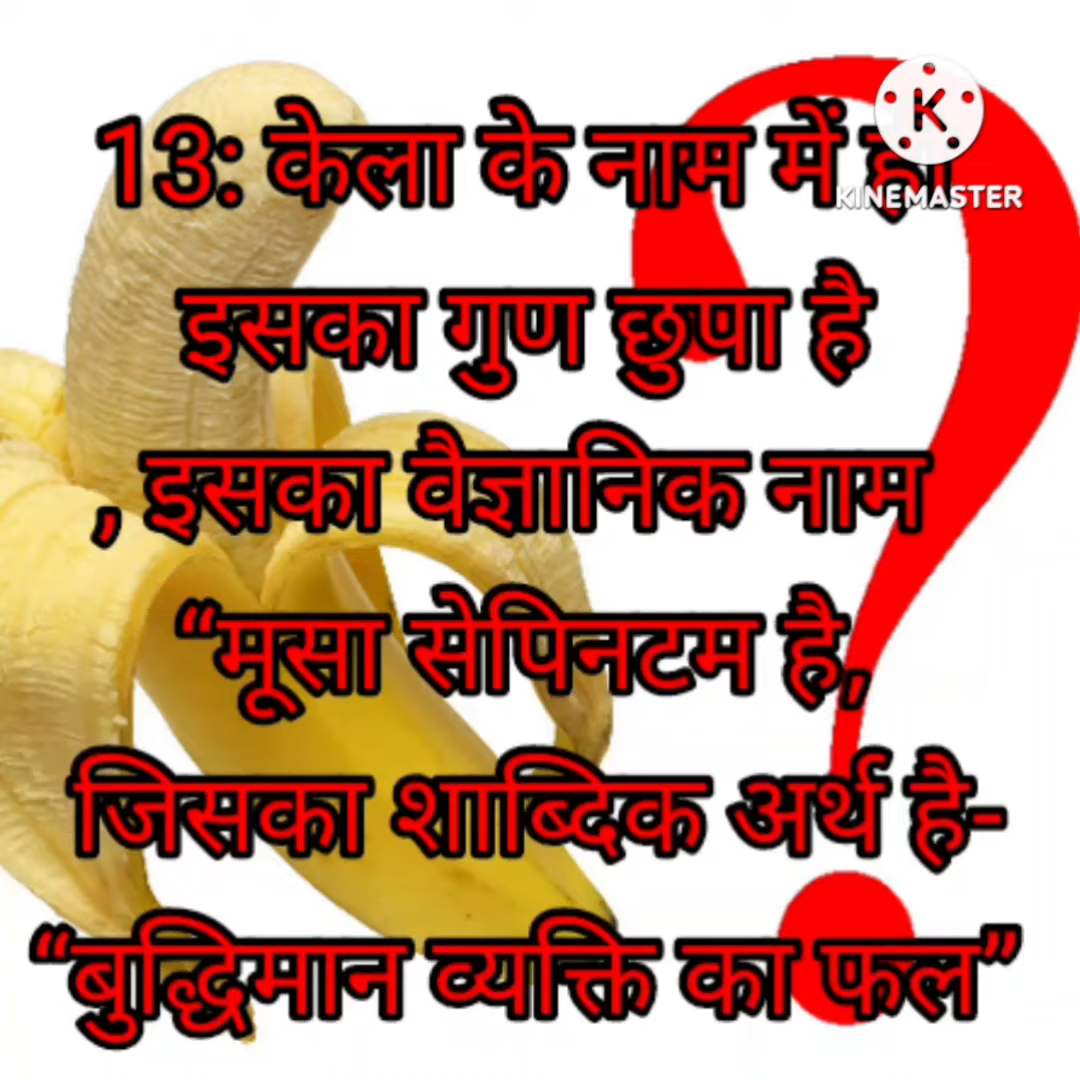 13: केला के नाम में ही
KINEMASTER
इसका गुण छुपा है
, इसका वैज्ञानिक नाम
“मूसा सेपिनटम है,
जिसका शाब्दिक अर्थ है-
“बुद्धिमान व्यक्ति का फल”